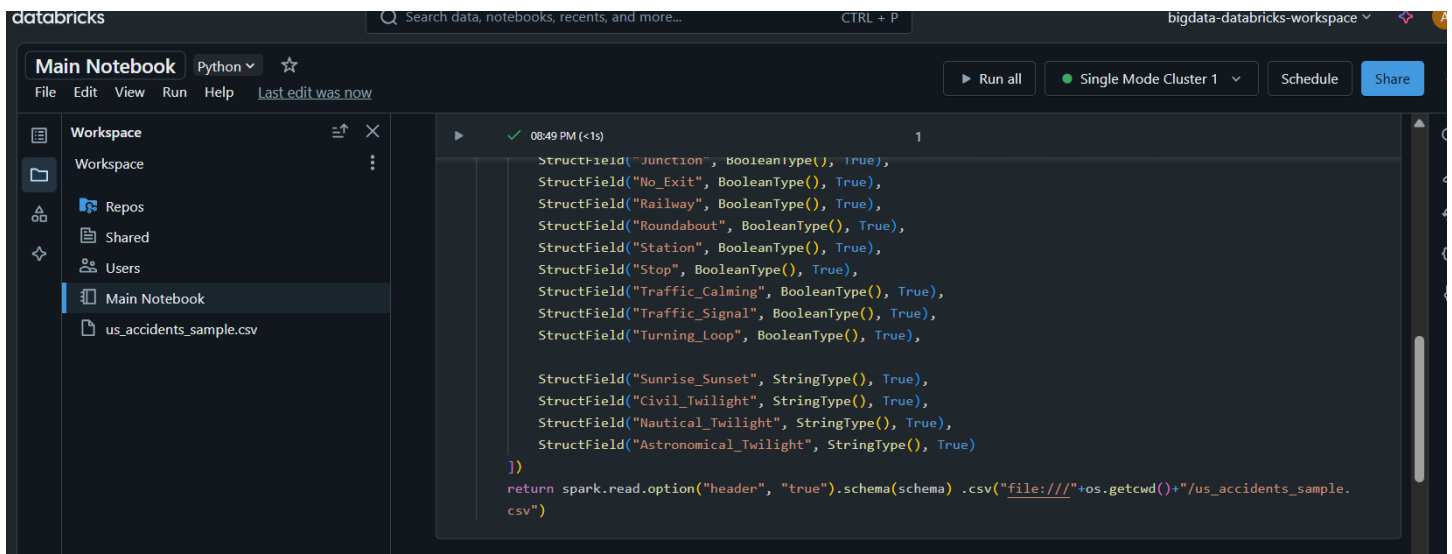 databricks
Search data, notebooks, recents, and more...
CTRL + P
bigdata-databricks-workspace
Main Notebook
Python
File Edit View Run Help Last edit was now
Run all
Single Mode Cluster 1
Schedule
Share
Workspace
Workspace
Repos
Shared
Users
Main Notebook
us_accidents_sample.csv
08:49 PM (<1s)
1
StructField("Junction", BooleanType(), True),
StructField("No_Exit", BooleanType(), True),
StructField("Railway", BooleanType(), True),
StructField("Roundabout", BooleanType(), True),
StructField("Station", BooleanType(), True),
StructField("Stop", BooleanType(), True),
StructField("Traffic_Calming", BooleanType(), True),
StructField("Traffic_Signal", BooleanType(), True),
StructField("Turning_Loop", BooleanType(), True),
StructField("Sunrise_Sunset", StringType(), True),
StructField("Civil_Twilight", StringType(), True),
StructField("Nautical_Twilight", StringType(), True),
StructField("Astronomical_Twilight", StringType(), True)
])
return spark.read.option("header", "true").schema(schema) .csv("file:///"+os.getcwd()+"/us_accidents_sample.
csv")